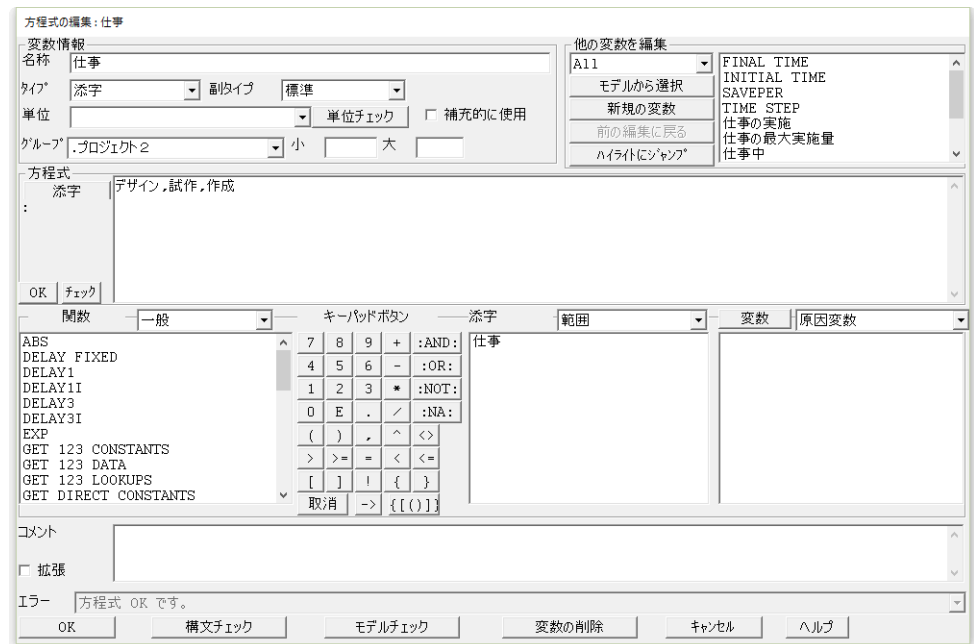 方程式の編集:仕事
変数情報
名称 仕事
タイプ 添字 副タイプ 標準
単位 単位チェック 補充的に使用
グループ .プロジェクト2 小 大
他の変数を編集
All
モデルから選択
新規の変数
前の編集に戻る
ハイライトにジャンプ
FINAL TIME
INITIAL TIME
SAVEPER
TIME STEP
仕事の実施
仕事の最大実施量
仕事中
方程式
添字
:
デザイン,試作,作成
OK チェック
関数 一般
ABS
DELAY FIXED
DELAY1
DELAY1I
DELAY3
DELAY3I
EXP
GET 123 CONSTANTS
GET 123 DATA
GET 123 LOOKUPS
GET DIRECT CONSTANTS
キーパッドボタン
7 8 9 + :AND:
4 5 6 - :OR:
1 2 3 * :NOT:
0 E . / :NA:
( ) , ^ <>
> >= = < <=
[ ] ! { }
取消 -> {[()]}
添字 範囲
仕事
変数 原因変数
コメント
拡張
エラー 方程式 OK です。
OK 構文チェック モデルチェック 変数の削除 キャンセル ヘルプ